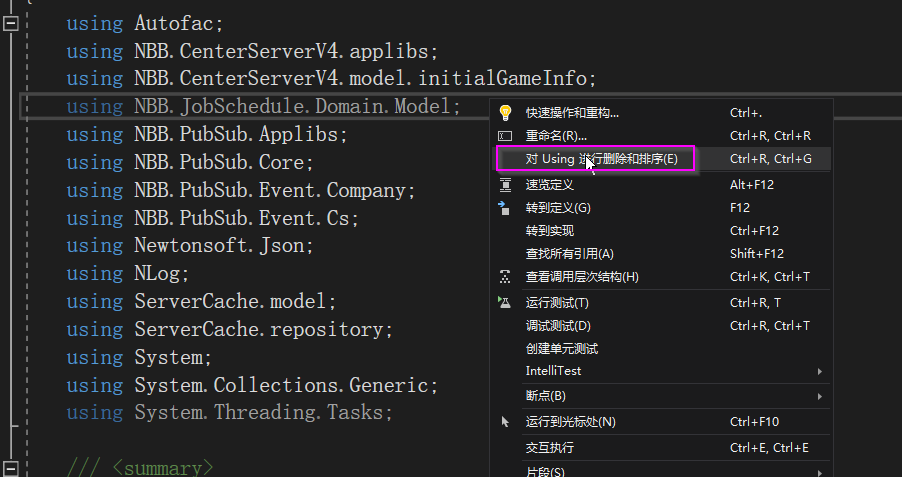 {
using Autofac;
using NBB.CenterServerV4.applibs;
using NBB.CenterServerV4.model.initialGameInfo;
using NBB.JobSchedule.Domain.Model;
using NBB.PubSub.Applibs;
using NBB.PubSub.Core;
using NBB.PubSub.Event.Company;
using NBB.PubSub.Event.Cs;
using Newtonsoft.Json;
using NLog;
using ServerCache.model;
using ServerCache.repository;
using System;
using System.Collections.Generic;
using System.Threading.Tasks;
/// <summary>
快速操作和重构... Ctrl+.
重命名(R)... Ctrl+R, Ctrl+R
对 Using 进行删除和排序(E) Ctrl+R, Ctrl+G
速览定义 Alt+F12
转到定义(G) F12
转到实现 Ctrl+F12
查找所有引用(A) Shift+F12
查看调用层次结构(H) Ctrl+K, Ctrl+T
运行测试(T) Ctrl+R, T
调试测试(D) Ctrl+R, Ctrl+T
创建单元测试
IntelliTest
断点(B)
运行到光标处(N) Ctrl+F10
交互执行 Ctrl+E, Ctrl+E
片段(S)